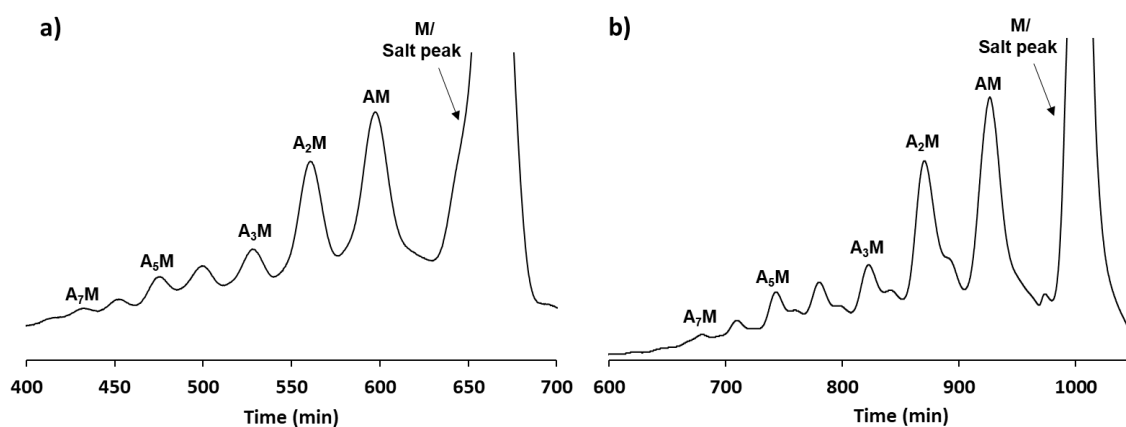 a)
M/
Salt peak
AM
A₂M
A₃M
A₅M
A₇M
400 450 500 550 600 650 700
Time (min)
b)
M/
Salt peak
AM
A₂M
A₃M
A₅M
A₇M
600 700 800 900 1000
Time (min)